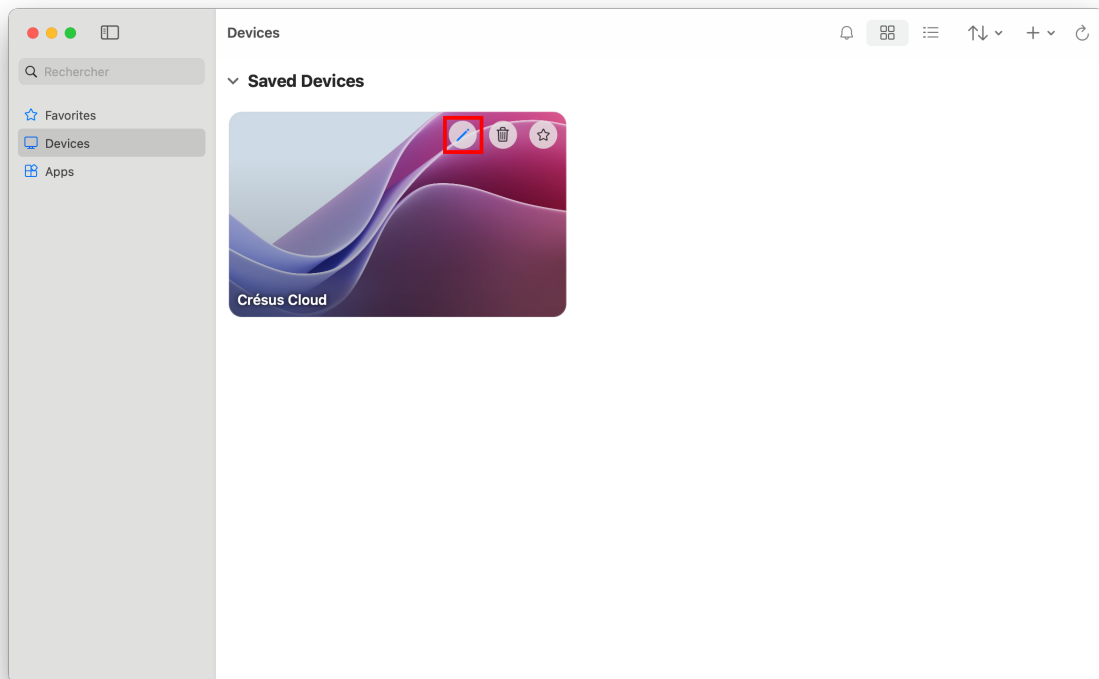 Devices
Rechercher
Favorites
Devices
Apps
Saved Devices
Crésus Cloud